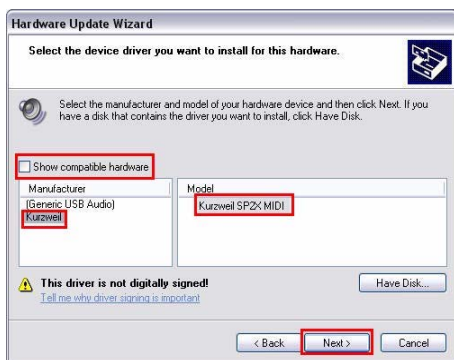 Hardware Update Wizard
Select the device driver you want to install for this hardware.
Select the manufacturer and model of your hardware device and then click Next. If you
have a disk that contains the driver you want to install, click Have Disk.
Show compatible hardware
Manufacturer
Model
(Generic USB Audio)
Kurzweil
Kurzweil SP2X MIDI
This driver is not digitally signed!
Tell me why driver signing is important
Have Disk...
< Back
Next >
Cancel